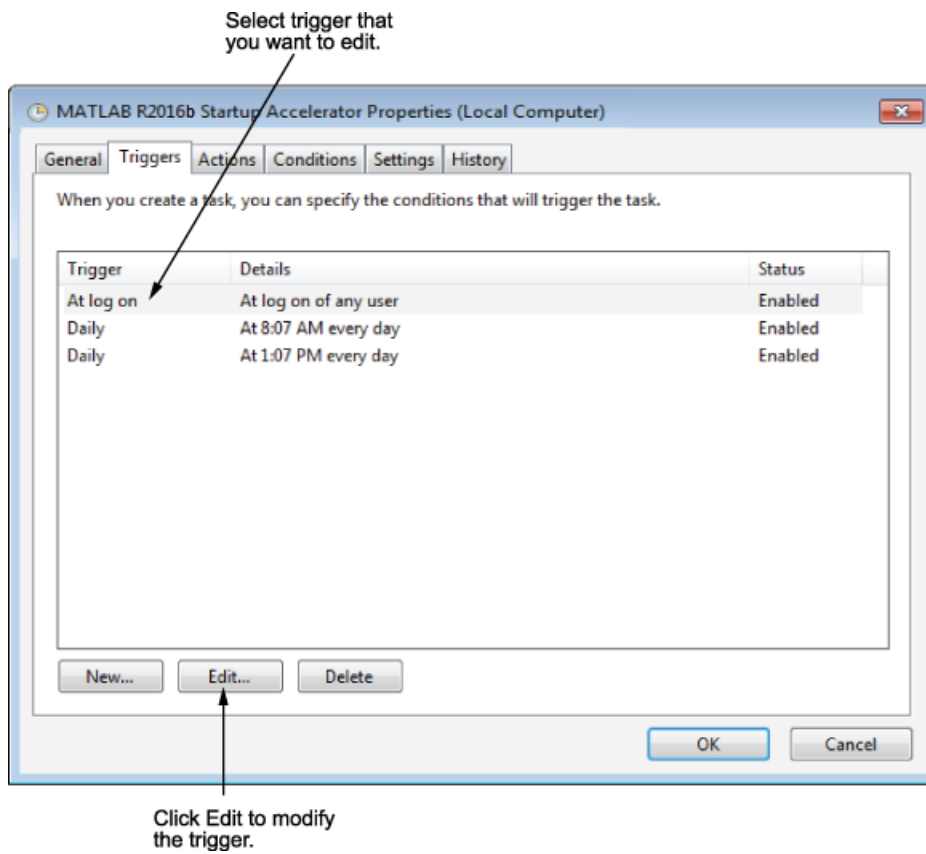 Select trigger that
you want to edit.
MATLAB R2016b Startup Accelerator Properties (Local Computer)
General Triggers Actions Conditions Settings History
When you create a task, you can specify the conditions that will trigger the task.
Trigger Details Status
At log on At log on of any user Enabled
Daily At 8:07 AM every day Enabled
Daily At 1:07 PM every day Enabled
New... Edit... Delete
OK Cancel
Click Edit to modify
the trigger.